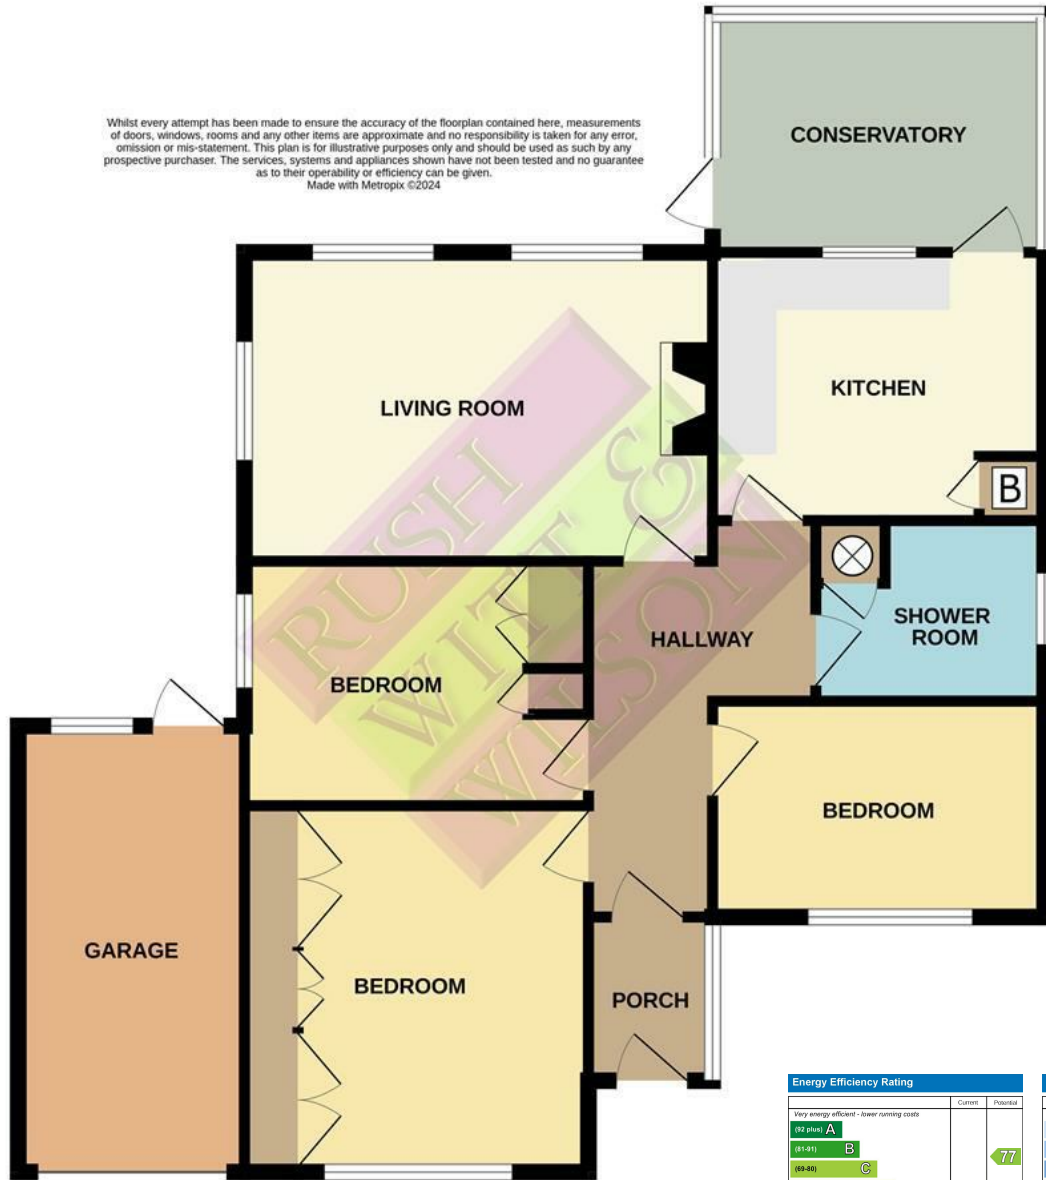 Whilst every attempt has been made to ensure the accuracy of the floorplan contained here, measurements
of doors, windows, rooms and any other items are approximate and no responsibility is taken for any error,
omission or mis-statement. This plan is for illustrative purposes only and should be used as such by any
prospective purchaser. The services, systems and appliances shown have not been tested and no guarantee
as to their operability or efficiency can be given.
Made with Metropix ©2024
CONSERVATORY
LIVING ROOM
KITCHEN
B
RUSH
WITT &
WILSON
HALLWAY
SHOWER
ROOM
BEDROOM
BEDROOM
GARAGE
BEDROOM
PORCH
Energy Efficiency Rating
Current Potential
Very energy efficient - lower running costs
(92 plus) A
(81-91) B
(69-80) C
77